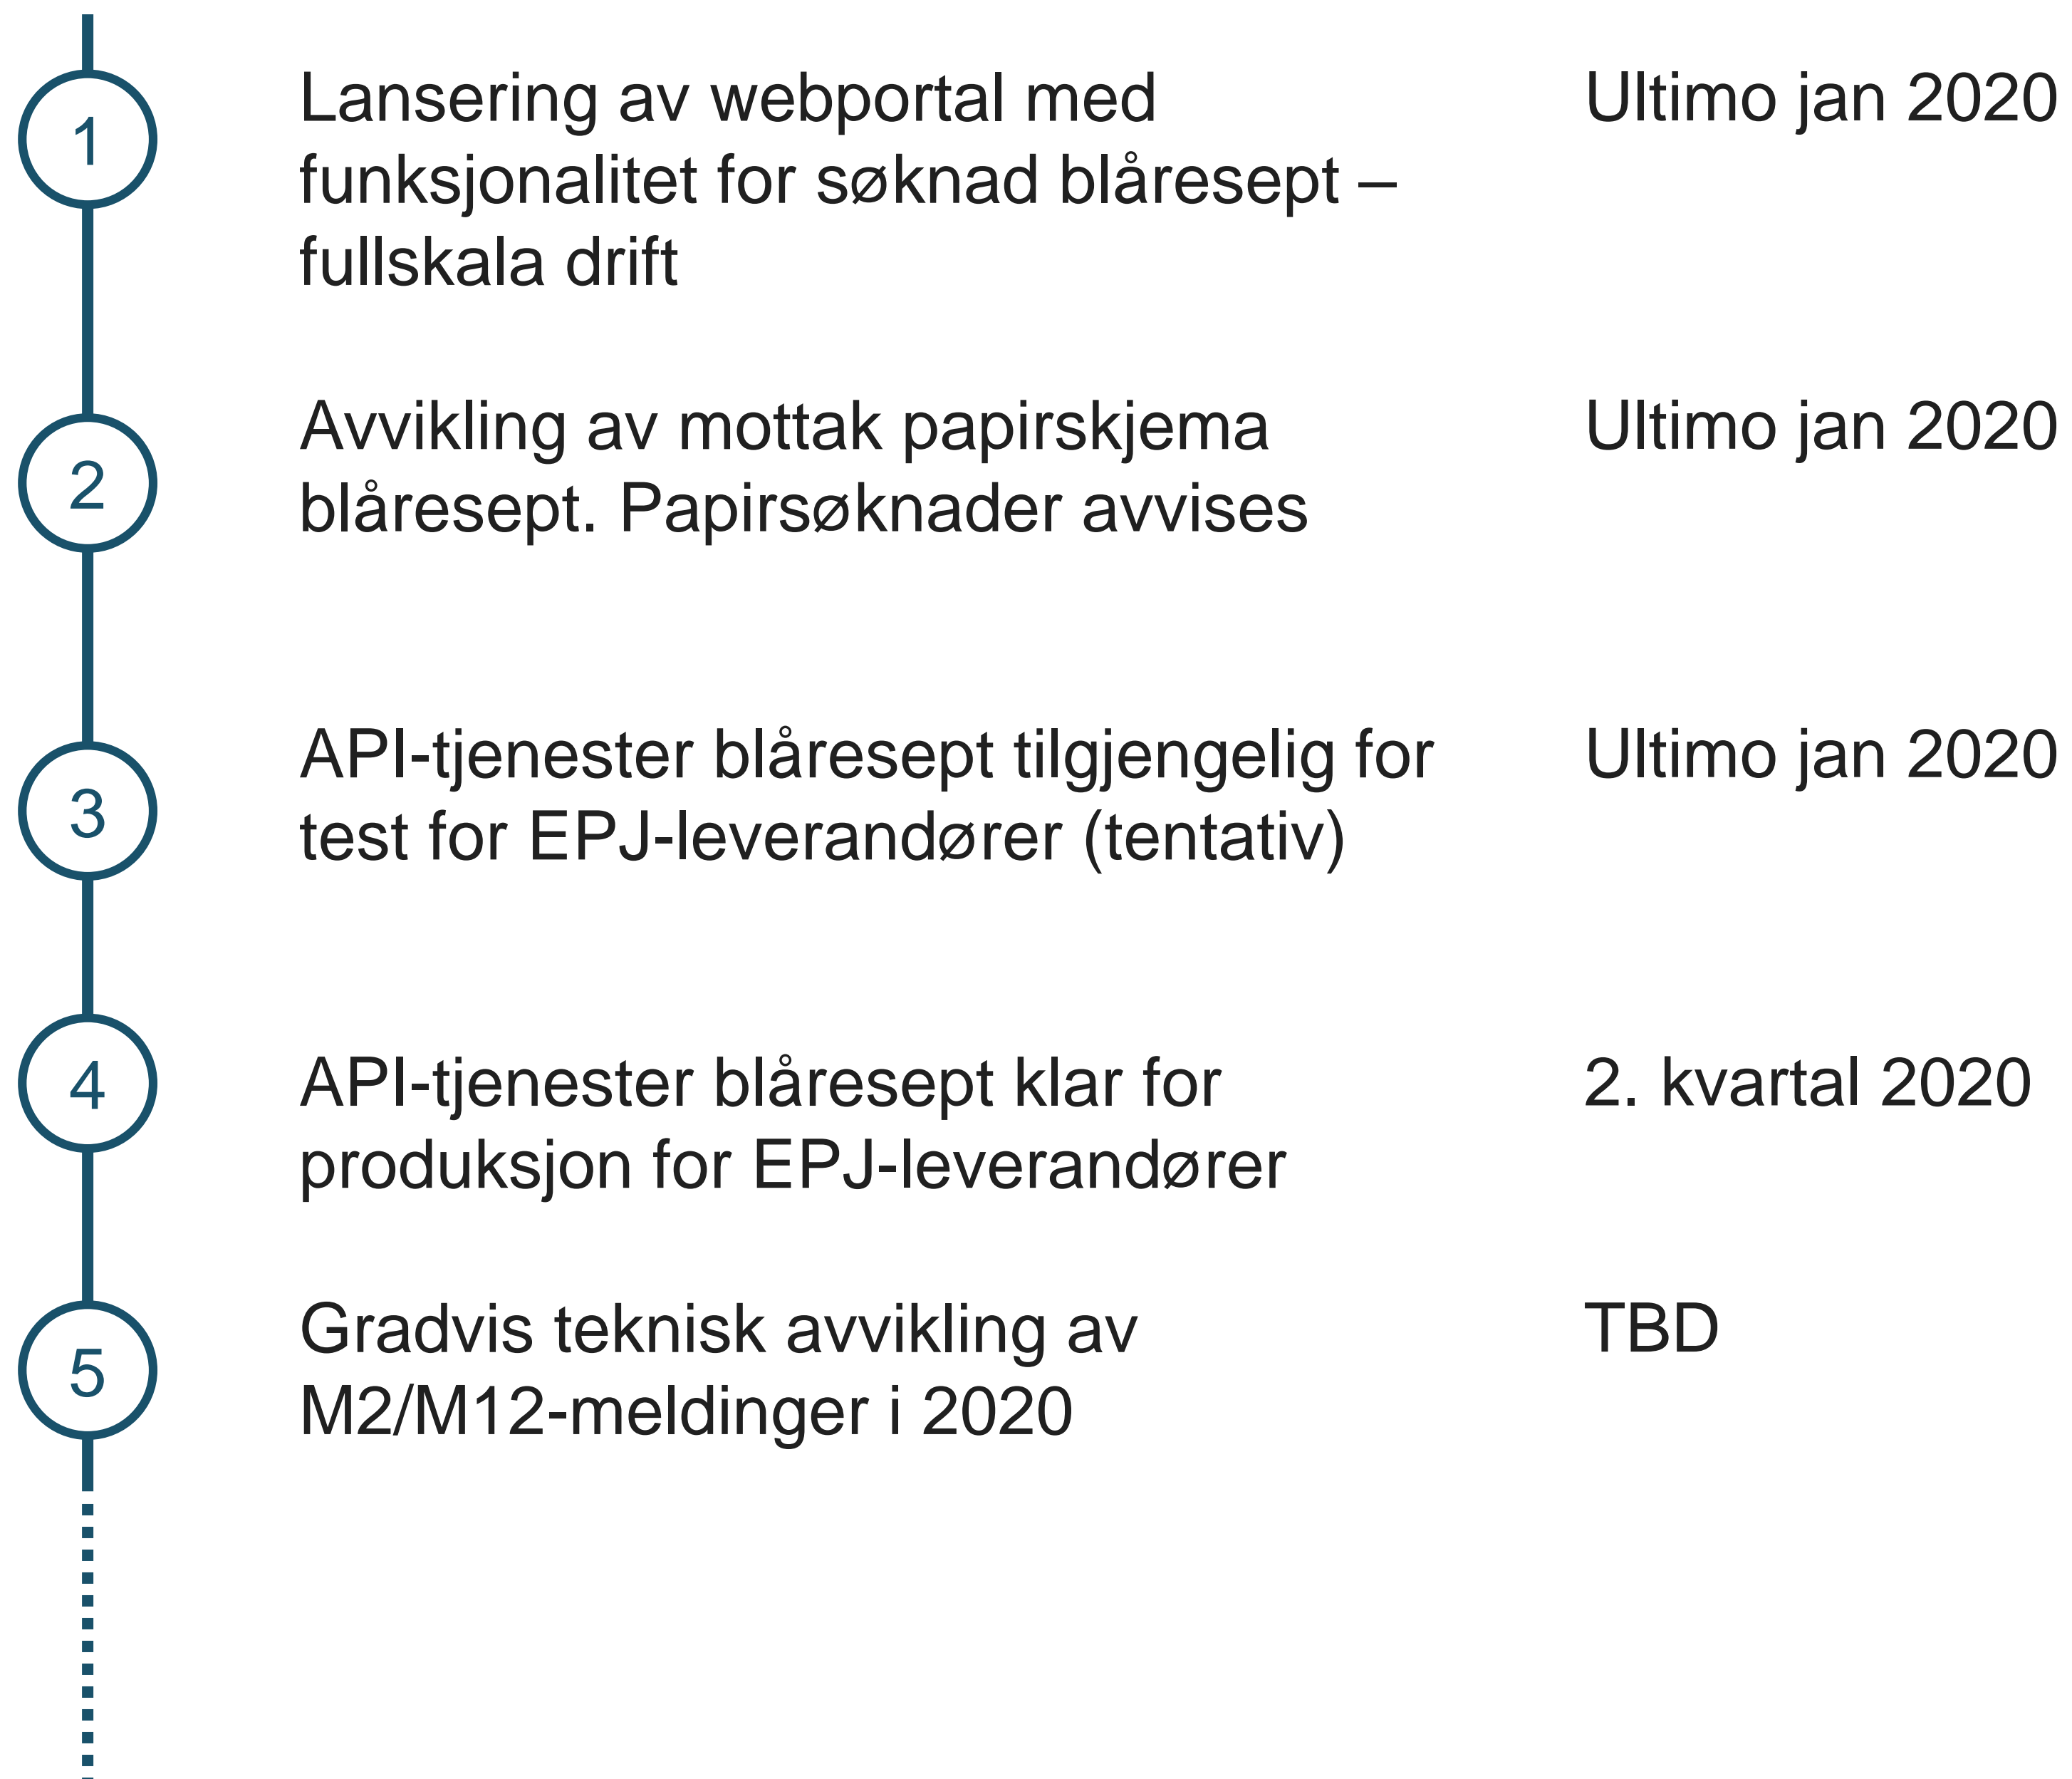 1
Lansering av webportal med
funksjonalitet for søknad blåresept –
fullskala drift
Ultimo jan 2020
2
Avvikling av mottak papirskjema
blåresept. Papirsøknader avvises
Ultimo jan 2020
3
API-tjenester blåresept tilgjengelig for
test for EPJ-leverandører (tentativ)
Ultimo jan 2020
4
API-tjenester blåresept klar for
produksjon for EPJ-leverandører
2. kvartal 2020
5
Gradvis teknisk avvikling av
M2/M12-meldinger i 2020
TBD